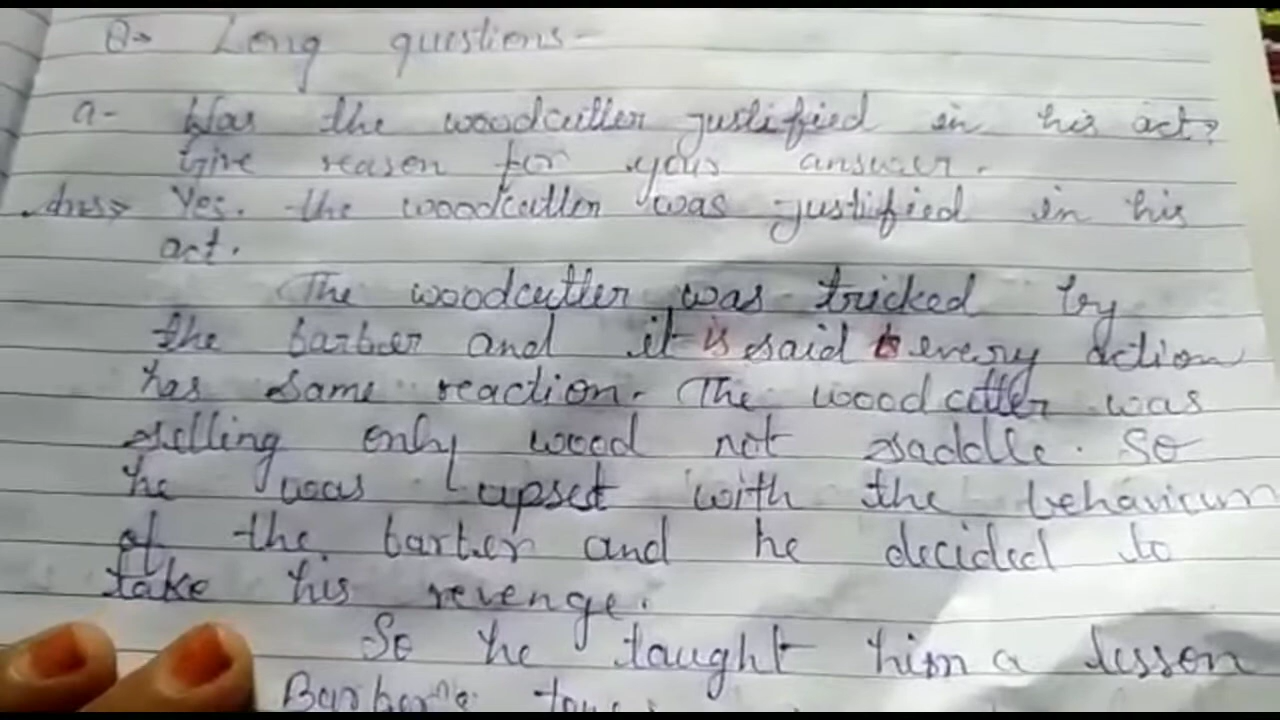 Q→ Long questions-
a- Was the woodcutter justified in his act?
Give reason for your answer.
Ans→ Yes. the woodcutter was justified in his
act.
The woodcutter was tricked by
the barber and it is said every action
has same reaction. The woodcutter was
selling only wood not saddle. So
he was upset with the behaviour
of the barber and he decided to
take his revenge.
So he taught him a lesson